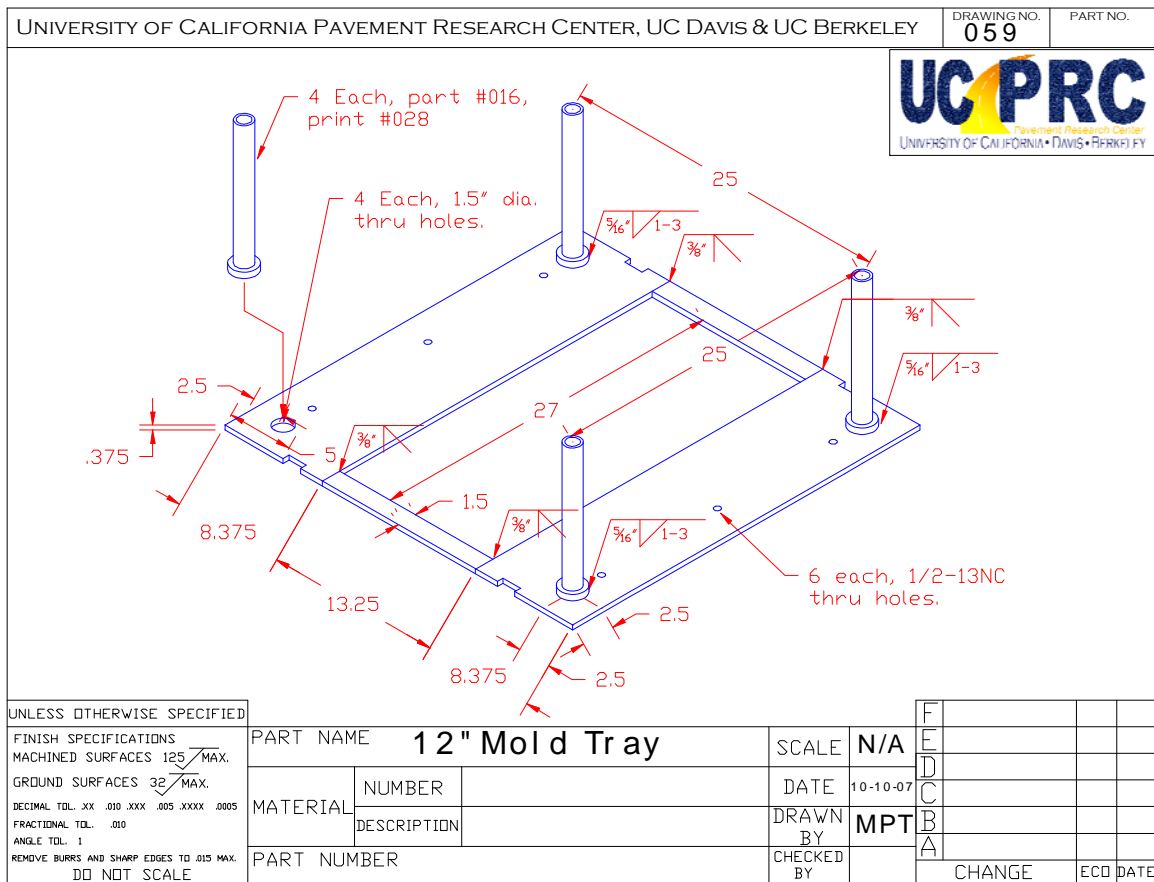 UNIVERSITY OF CALIFORNIA PAVEMENT RESEARCH CENTER, UC DAVIS & UC BERKELEY
DRAWING NO.
059
PART NO.
UCPRC
Pavement Research Center
UNIVERSITY OF CALIFORNIA • DAVIS • BERKELEY
4 Each, part #016,
print #028
4 Each, 1.5" dia.
thru holes.
25
5/16" 1-3
3/8"
3/8"
5/16" 1-3
25
27
2.5
.375
5
3/8"
8.375
1.5
3/8"
5/16" 1-3
13.25
6 each, 1/2-13NC
thru holes.
2.5
8.375
2.5
UNLESS OTHERWISE SPECIFIED
FINISH SPECIFICATIONS
MACHINED SURFACES 125 MAX.
GROUND SURFACES 32 MAX.
DECIMAL TOL. .XX .010 .XXX .005 .XXXX .0005
FRACTIONAL TOL. .010
ANGLE TOL. 1
REMOVE BURRS AND SHARP EDGES TO .015 MAX.
DO NOT SCALE
PART NAME 12" Mold Tray
MATERIAL
NUMBER
DESCRIPTION
PART NUMBER
SCALE N/A
DATE 10-10-07
DRAWN BY MPT
CHECKED BY
F
E
D
C
B
A
CHANGE ECO DATE